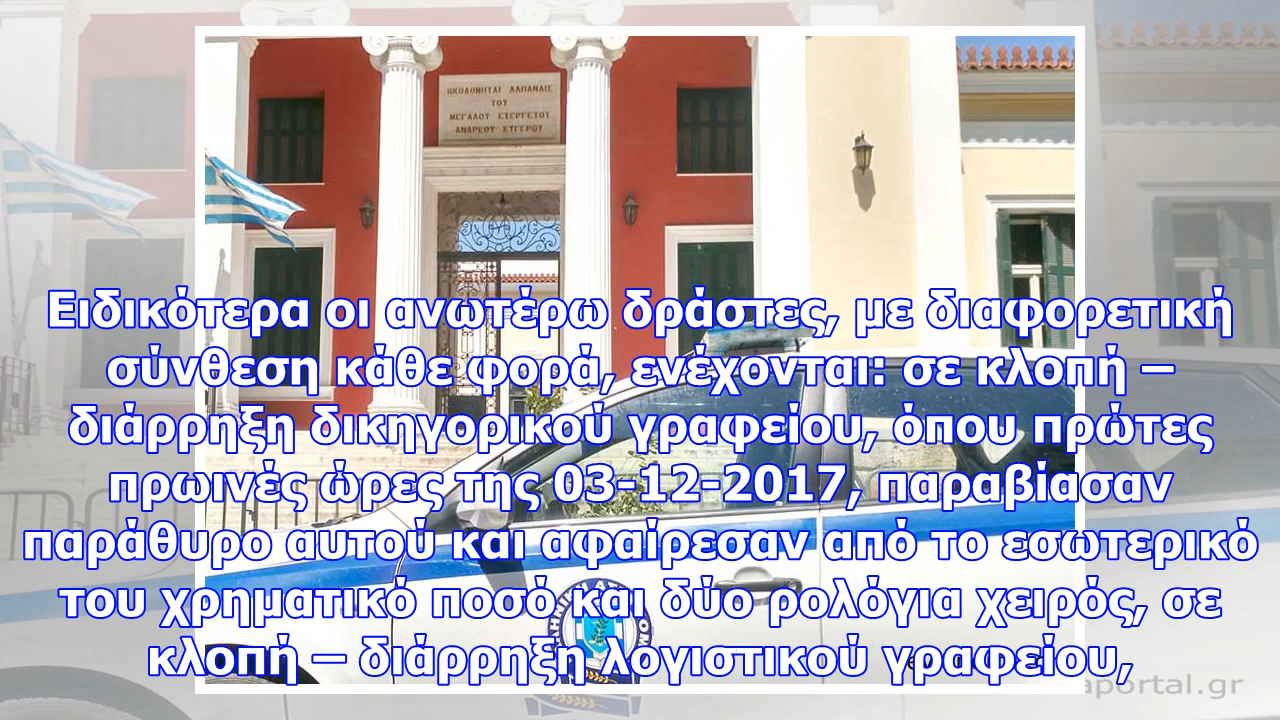 ΩΚΟΔΟΜΗΤΑΙ ΔΑΠΑΝΑΙΣ
ΤΟΥ
ΜΕΓΑΛΟΥ ΕΥΕΡΓΕΤΟΥ
ΑΝΔΡΕΟΥ ΣΥΓΓΡΟΥ
Ειδικότερα οι ανωτέρω δράστες, με διαφορετική
σύνθεση κάθε φορά, ενέχονται: σε κλοπή –
διάρρηξη δικηγορικού γραφείου, όπου πρώτες
πρωινές ώρες της 03-12-2017, παραβίασαν
παράθυρο αυτού και αφαίρεσαν από το εσωτερικό
του χρηματικό ποσό και δύο ρολόγια χειρός, σε
κλοπή – διάρρηξη λογιστικού γραφείου,
aportal.gr